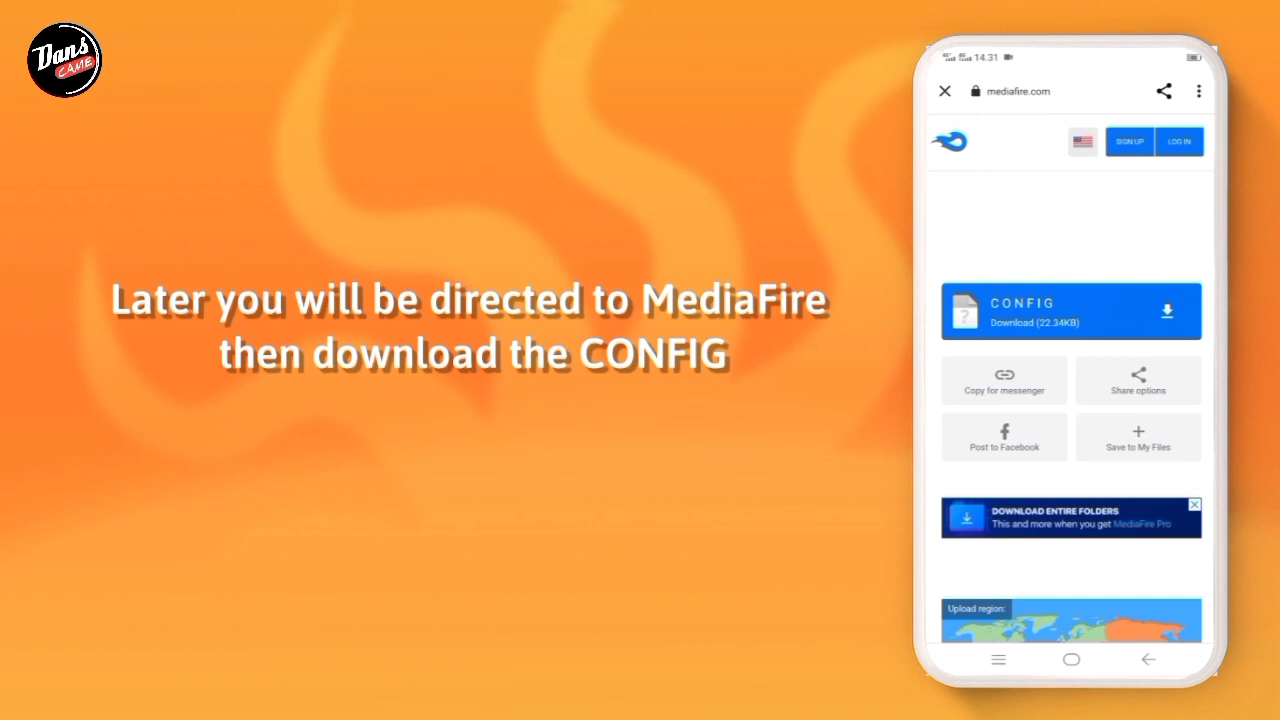 Dans
CAME
Later you will be directed to MediaFire
then download the CONFIG
14.31
mediafire.com
SIGN UP
LOG IN
CONFIG
Download (22.34KB)
?
Copy for messenger
Share options
Post to Facebook
Save to My Files
DOWNLOAD ENTIRE FOLDERS
This and more when you get MediaFire Pro
Upload region: